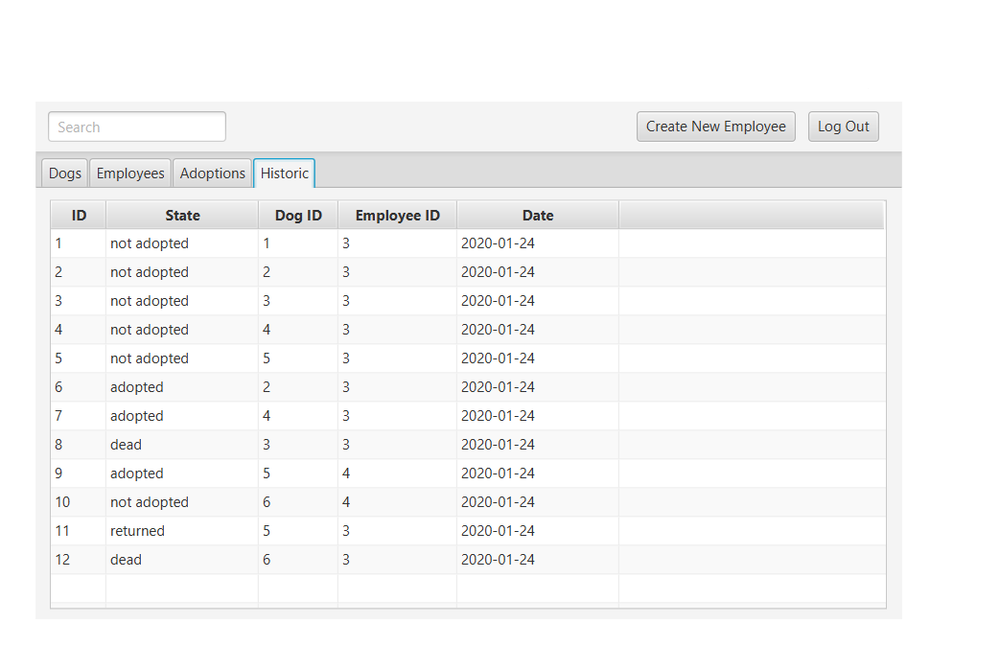 Search Create New Employee Log Out
Dogs Employees Adoptions Historic
ID State Dog ID Employee ID Date
1 not adopted 1 3 2020-01-24
2 not adopted 2 3 2020-01-24
3 not adopted 3 3 2020-01-24
4 not adopted 4 3 2020-01-24
5 not adopted 5 3 2020-01-24
6 adopted 2 3 2020-01-24
7 adopted 4 3 2020-01-24
8 dead 3 3 2020-01-24
9 adopted 5 4 2020-01-24
10 not adopted 6 4 2020-01-24
11 returned 5 3 2020-01-24
12 dead 6 3 2020-01-24